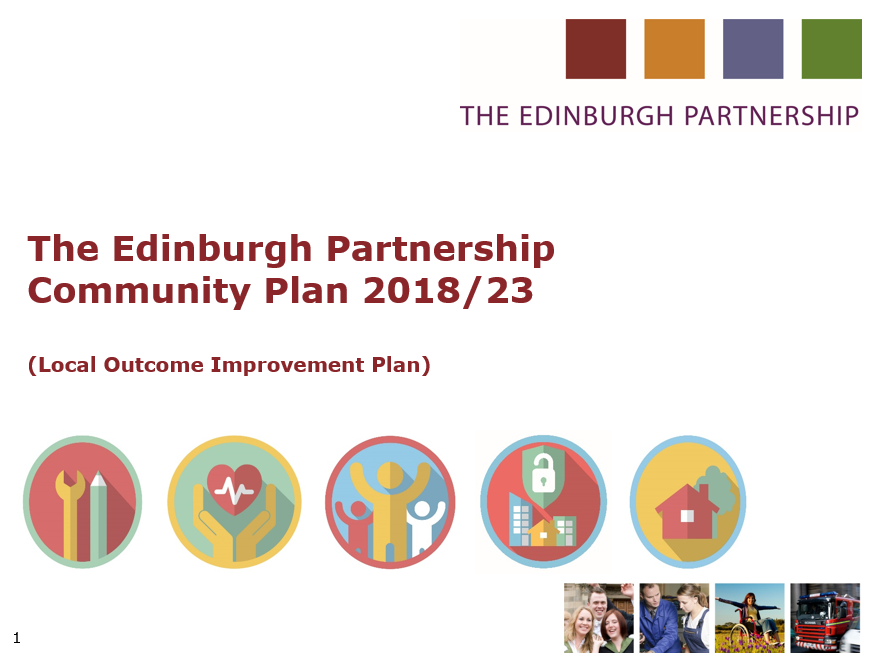 THE EDINBURGH PARTNERSHIP
The Edinburgh Partnership
Community Plan 2018/23
(Local Outcome Improvement Plan)
1